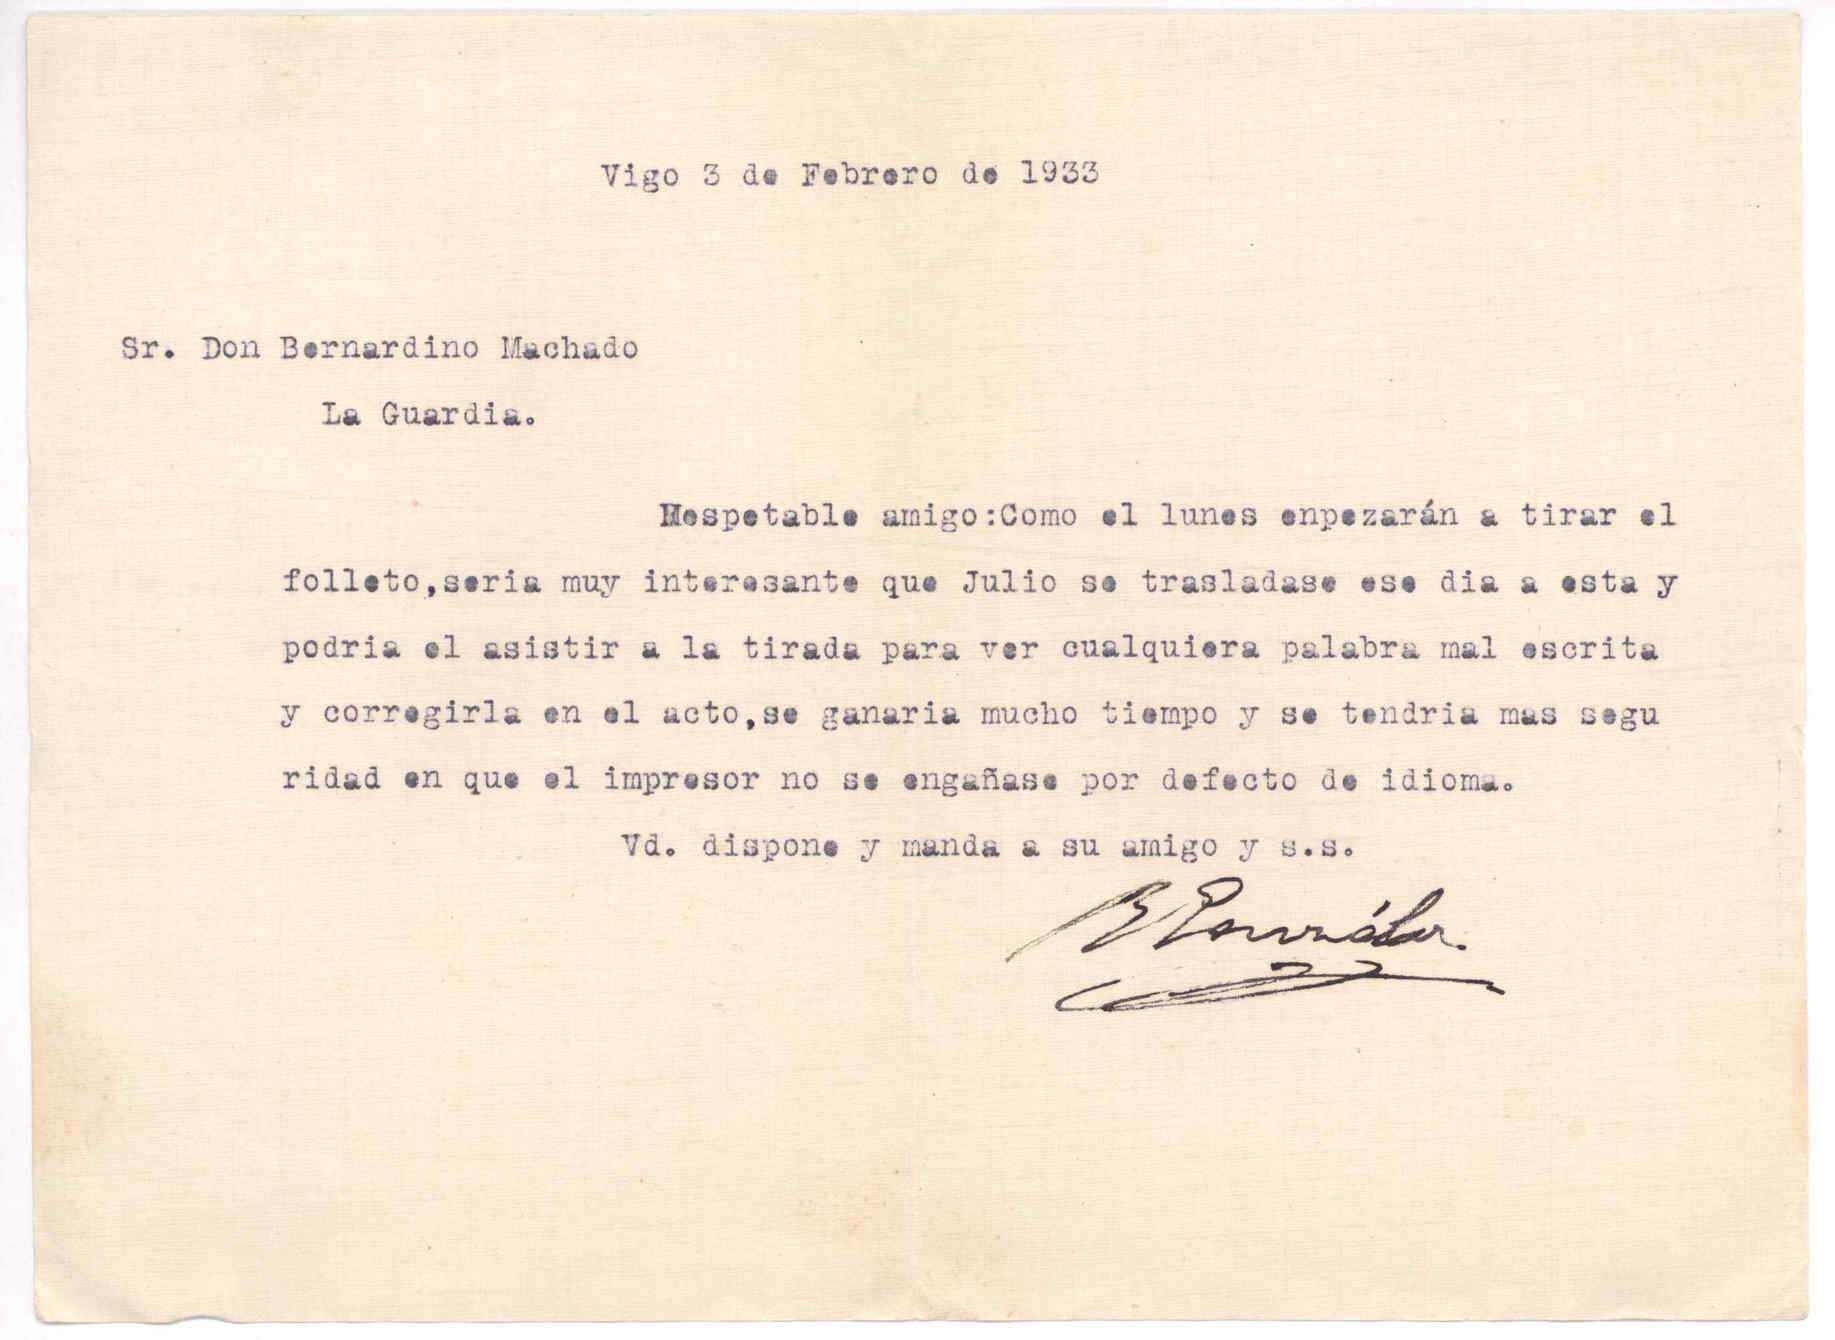 Vigo 3 de Febrero de 1933
Sr. Don Bernardino Machado
La Guardia.
Respetable amigo:Como el lunes enpezarán a tirar el
folleto,seria muy interesante que Julio se trasladase ese dia a esta y
podria el asistir a la tirada para ver cualquiera palabra mal escrita
y corregirla en el acto,se ganaria mucho tiempo y se tendria mas segu
ridad en que el impresor no se engañase por defecto de idioma.
Vd. dispone y manda a su amigo y s.s.